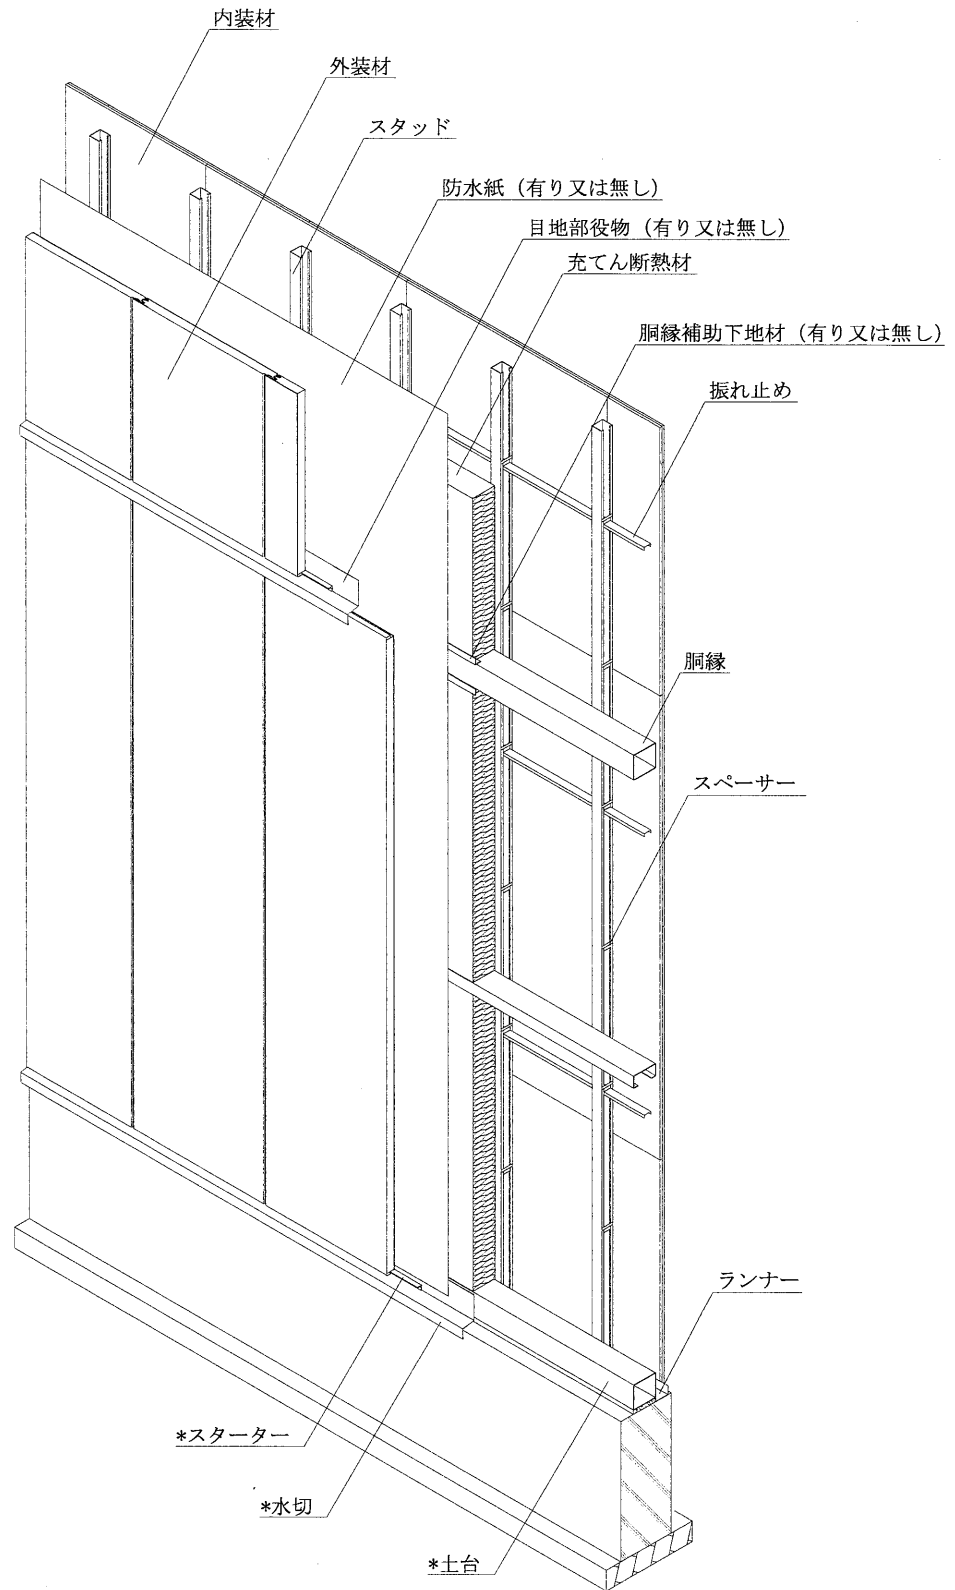 内装材
外装材
スタッド
防水紙（有り又は無し）
目地部役物（有り又は無し）
充てん断熱材
胴縁補助下地材（有り又は無し）
振れ止め
胴縁
スペーサー
ランナー
*スターター
*水切
*土台